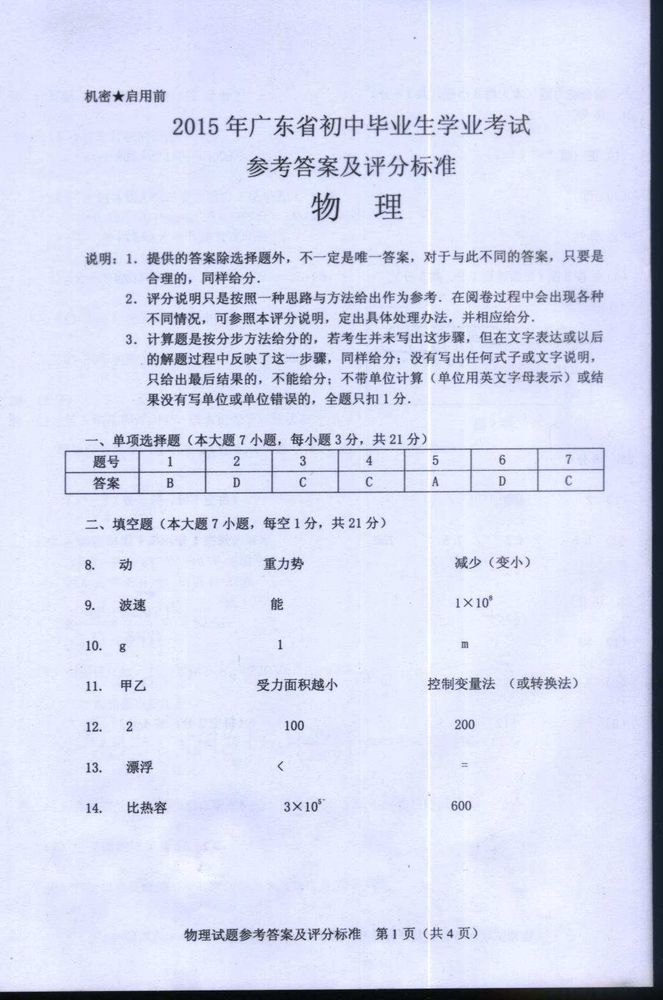 机密★启用前
2015年广东省初中毕业生学业考试
参考答案及评分标准
物 理
说明：1. 提供的答案除选择题外，不一定是唯一答案，对于与此不同的答案，只要是
合理的，同样给分．
2. 评分说明只是按照一种思路与方法给出作为参考．在阅卷过程中会出现各种
不同情况，可参照本评分说明，定出具体处理办法，并相应给分．
3. 计算题是按分步方法给分的，若考生并未写出这步骤，但在文字表达或以后
的解题过程中反映了这一步骤，同样给分；没有写出任何式子或文字说明，
只给出最后结果的，不能给分；不带单位计算（单位用英文字母表示）或结
果没有写单位或单位错误的，全题只扣1分．
一、单项选择题（本大题7小题，每小题3分，共21分）
题号 1 2 3 4 5 6 7
答案 B D C C A D C
二、填空题（本大题7小题，每空1分，共21分）
8. 动 重力势 减少（变小）
9. 波速 能 1×10⁸
10. g 1 m
11. 甲乙 受力面积越小 控制变量法 （或转换法）
12. 2 100 200
13. 漂浮 < =
14. 比热容 3×10⁵ 600
物理试题参考答案及评分标准 第1页（共4页）